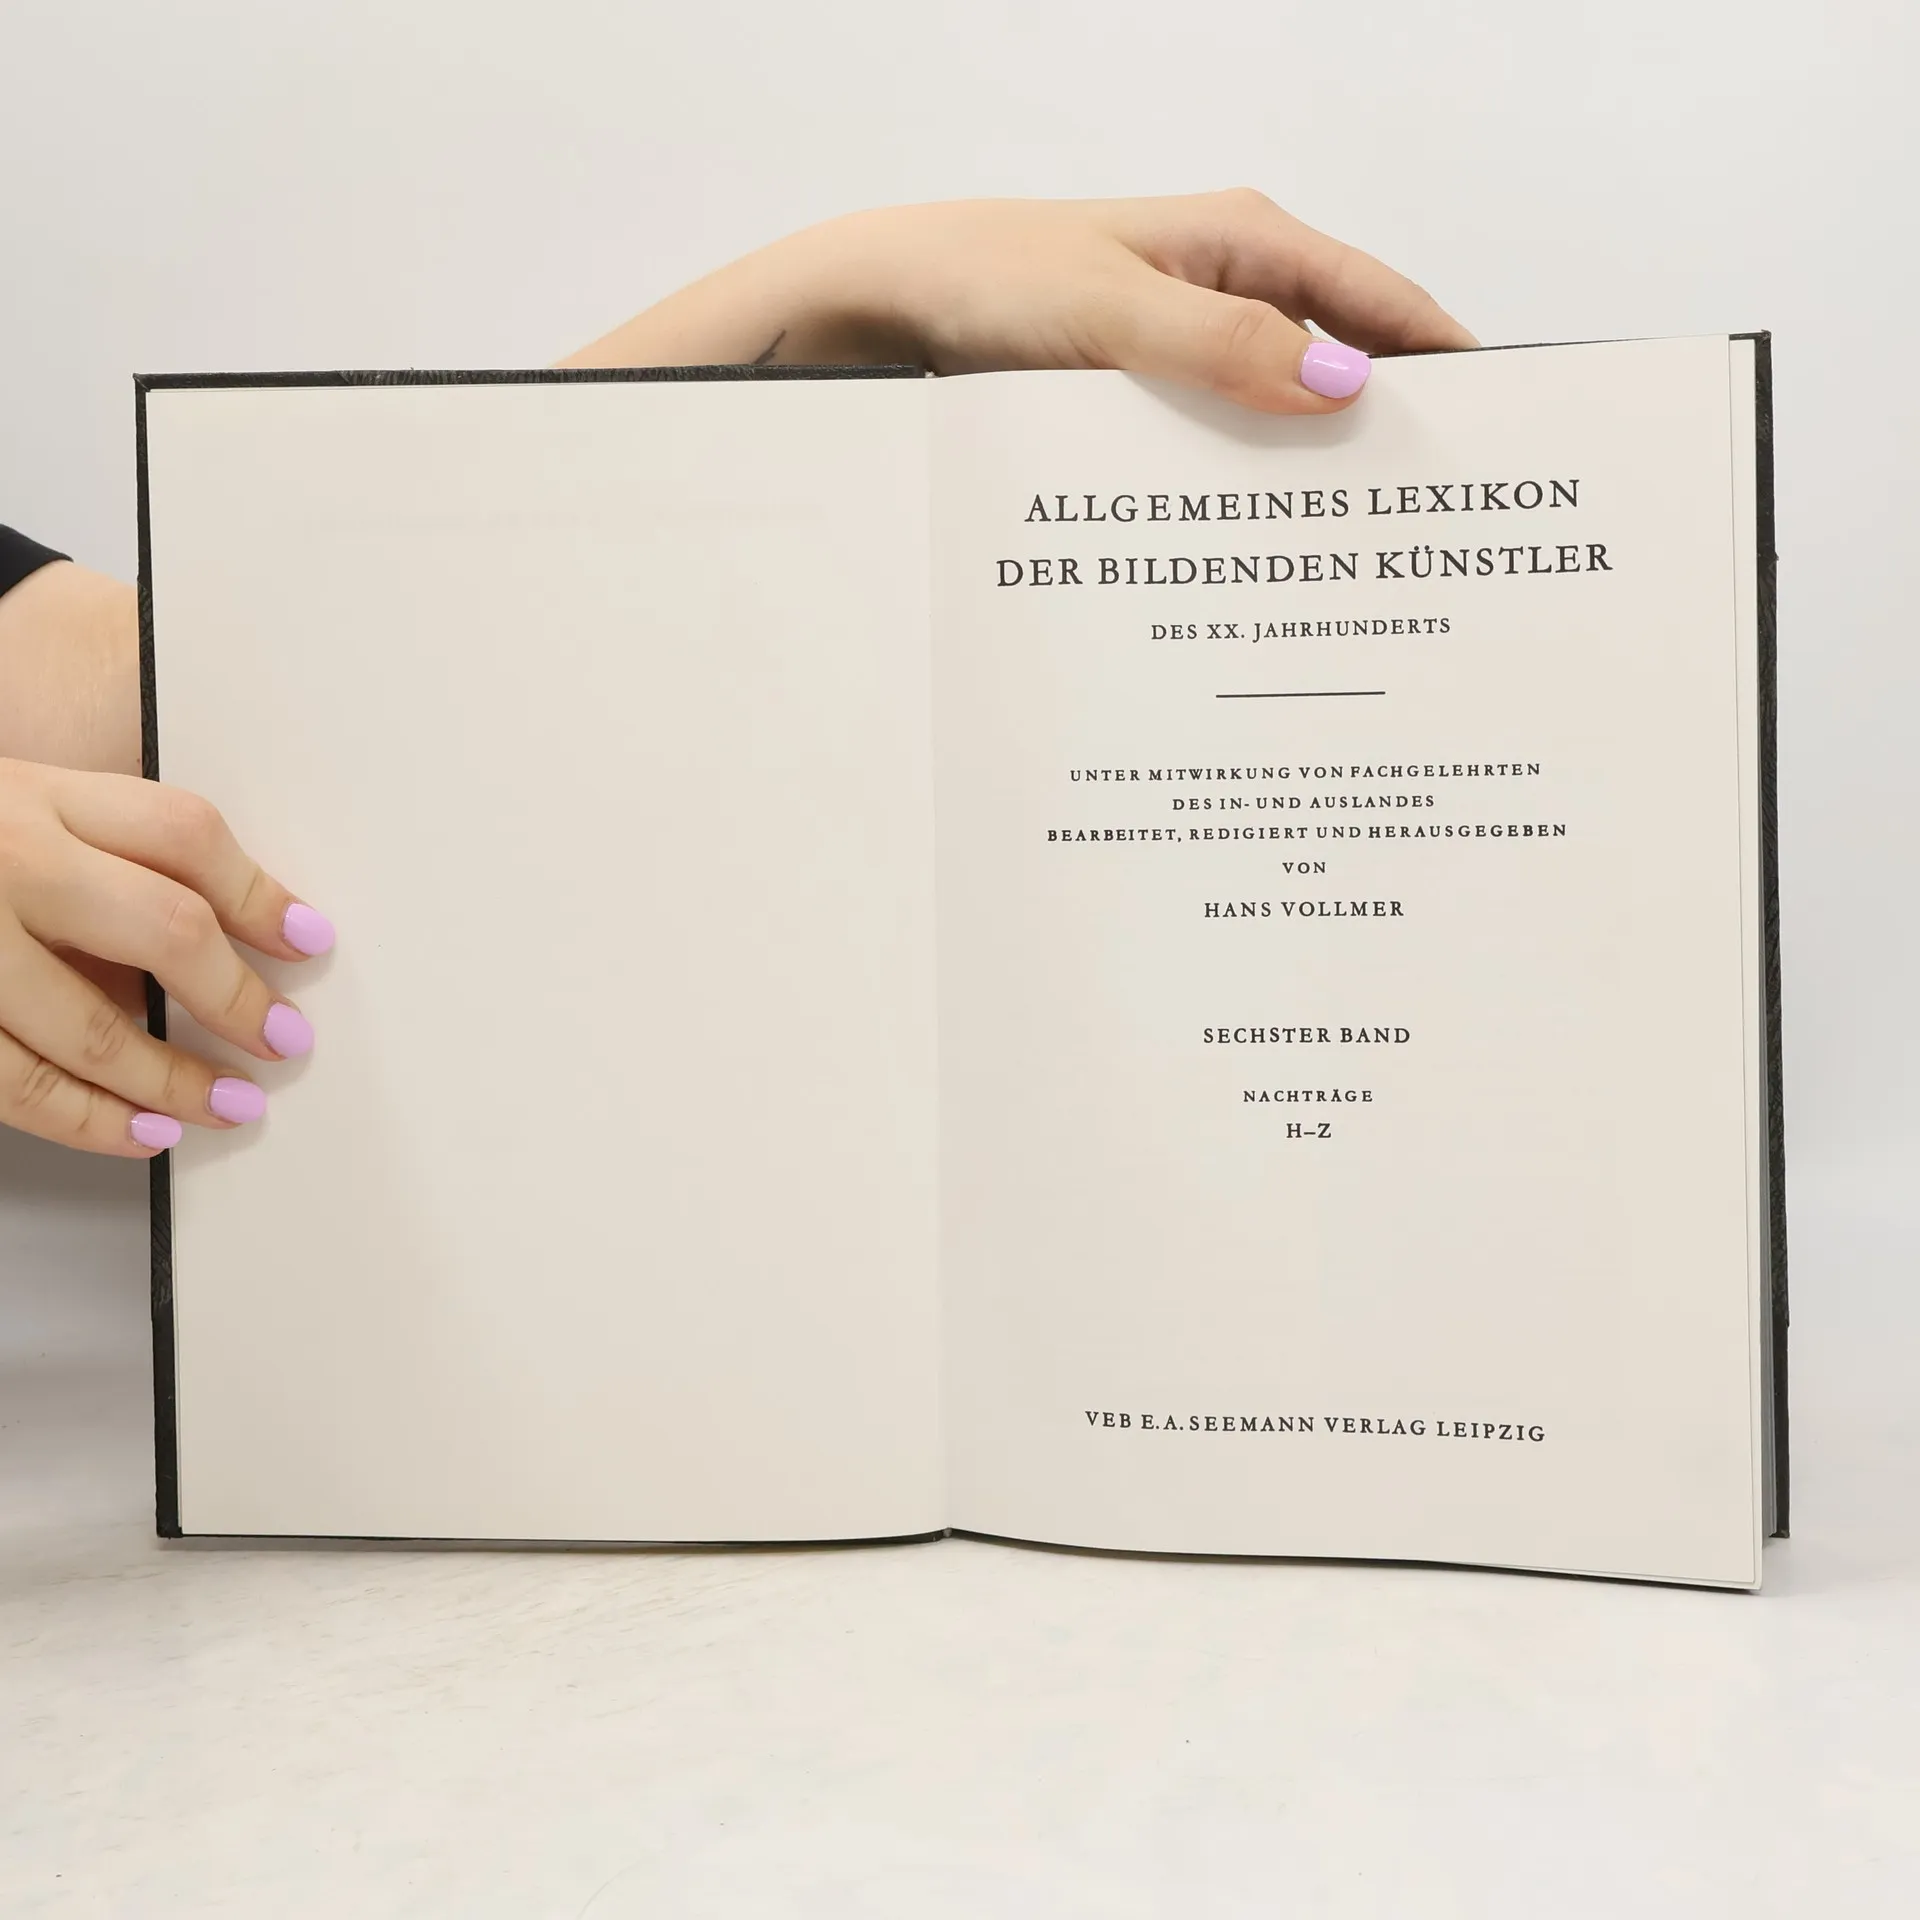 ALLGEMEINES LEXIKON
DER BILDENDEN KÜNSTLER
DES XX. JAHRHUNDERTS
UNTER MITWIRKUNG VON FACHGELEHRTEN
DES IN- UND AUSLANDES
BEARBEITET, REDIGIERT UND HERAUSGEGEBEN
VON
HANS VOLLMER
SECHSTER BAND
NACHTRÄGE
H–Z
VEB E.A. SEEMANN VERLAG LEIPZIG